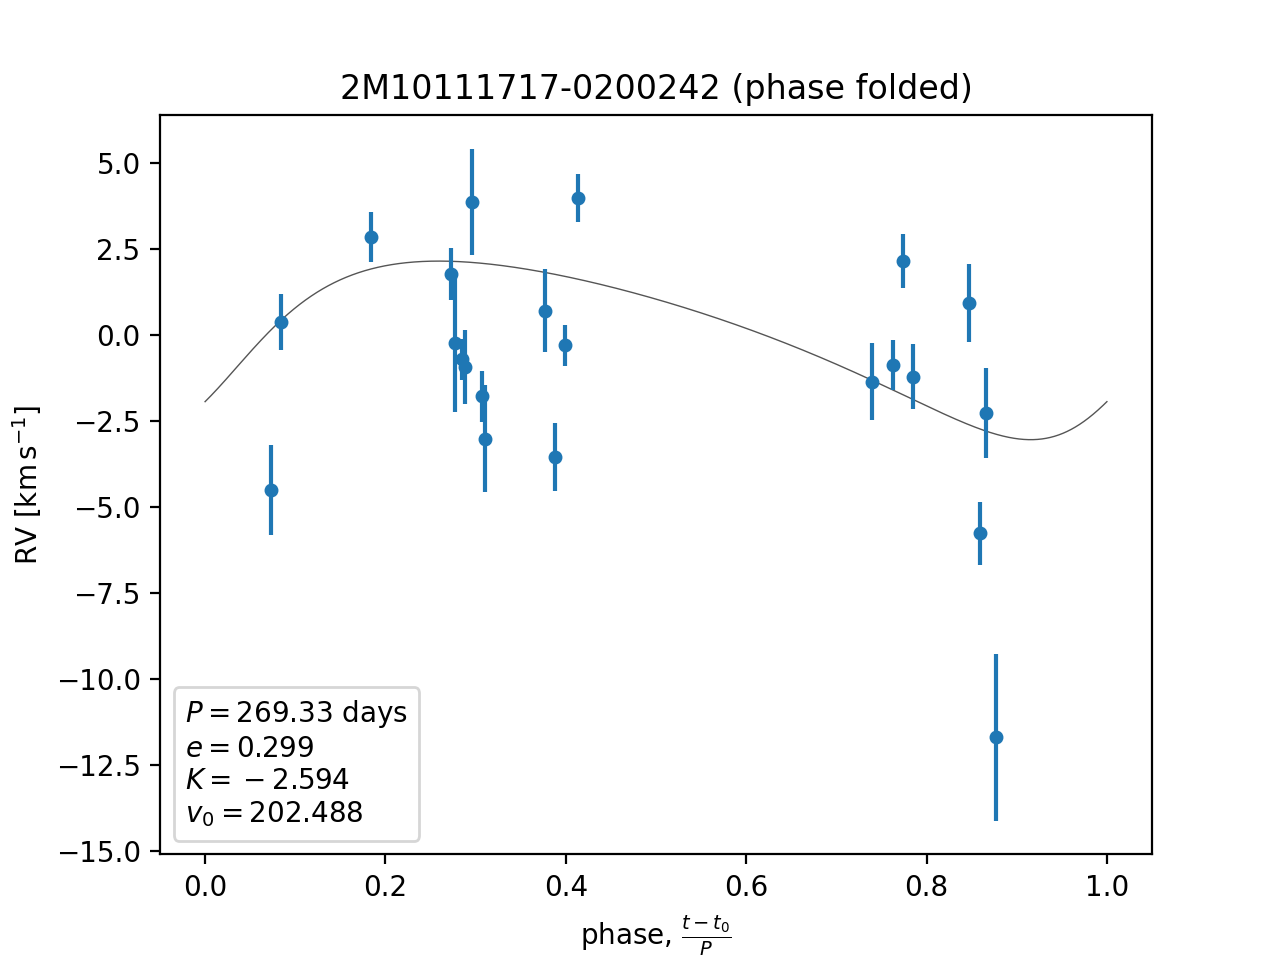 2M10111717-0200242 (phase folded)
5.0
2.5
0.0
−2.5
−5.0
−7.5
−10.0
−12.5
−15.0
RV [km s⁻¹]
P = 269.33 days
e = 0.299
K = −2.594
v₀ = 202.488
0.0 0.2 0.4 0.6 0.8 1.0
phase, (t − t₀)/P